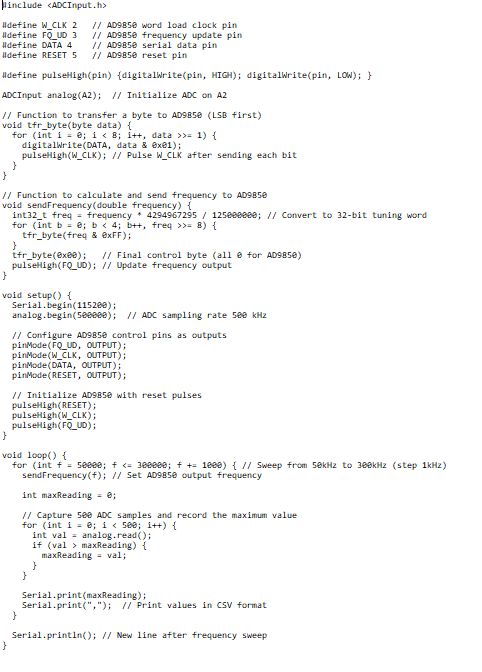 #include <ADCInput.h>

#define W_CLK 2   // AD9850 word load clock pin
#define FQ_UD 3   // AD9850 frequency update pin
#define DATA 4    // AD9850 serial data pin
#define RESET 5   // AD9850 reset pin

#define pulseHigh(pin) {digitalWrite(pin, HIGH); digitalWrite(pin, LOW); }

ADCInput analog(A2);  // Initialize ADC on A2

// Function to transfer a byte to AD9850 (LSB first)
void tfr_byte(byte data) {
  for (int i = 0; i < 8; i++, data >>= 1) {
    digitalWrite(DATA, data & 0x01);
    pulseHigh(W_CLK); // Pulse W_CLK after sending each bit
  }
}

// Function to calculate and send frequency to AD9850
void sendFrequency(double frequency) {
  int32_t freq = frequency * 4294967295 / 125000000; // Convert to 32-bit tuning word
  for (int b = 0; b < 4; b++, freq >>= 8) {
    tfr_byte(freq & 0xFF);
  }
  tfr_byte(0x00);   // Final control byte (all 0 for AD9850)
  pulseHigh(FQ_UD); // Update frequency output
}

void setup() {
  Serial.begin(115200);
  analog.begin(500000);  // ADC sampling rate 500 kHz

  // Configure AD9850 control pins as outputs
  pinMode(FQ_UD, OUTPUT);
  pinMode(W_CLK, OUTPUT);
  pinMode(DATA, OUTPUT);
  pinMode(RESET, OUTPUT);

  // Initialize AD9850 with reset pulses
  pulseHigh(RESET);
  pulseHigh(W_CLK);
  pulseHigh(FQ_UD);
}

void loop() {
  for (int f = 50000; f <= 300000; f += 1000) { // Sweep from 50kHz to 300kHz (step 1kHz)
    sendFrequency(f); // Set AD9850 output frequency

    int maxReading = 0;

    // Capture 500 ADC samples and record the maximum value
    for (int i = 0; i < 500; i++) {
      int val = analog.read();
      if (val > maxReading) {
        maxReading = val;
      }
    }

    Serial.print(maxReading);
    Serial.print(",");  // Print values in CSV format
  }

  Serial.println(); // New line after frequency sweep
}